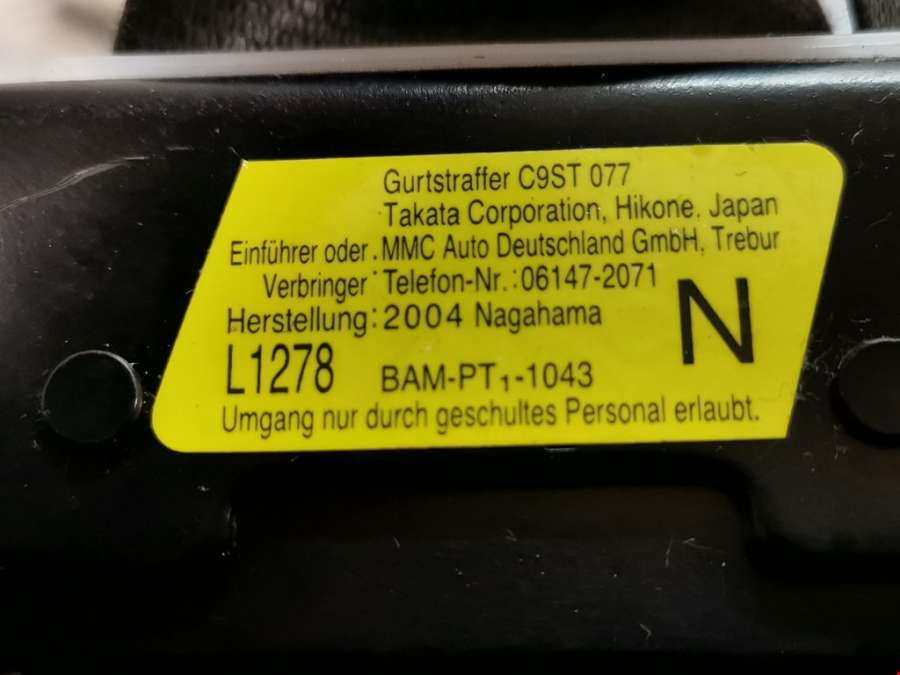 Gurtstraffer C9ST 077
Takata Corporation, Hikone, Japan
Einführer oder MMC Auto Deutschland GmbH, Trebur
Verbringer : Telefon-Nr.:06147-2071
Herstellung: 2004 Nagahama
N
L1278 BAM-PT₁-1043
Umgang nur durch geschultes Personal erlaubt.